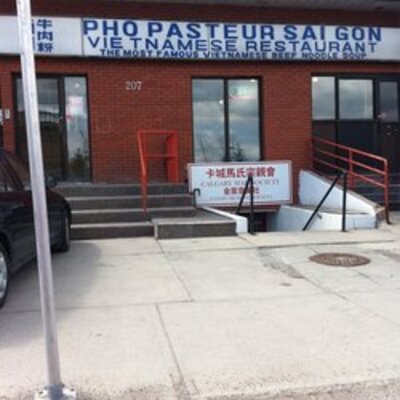 牛肉粉
PHO PASTEUR SAI GON
VIETNAMESE RESTAURANT
THE MOST FAMOUS VIETNAMESE BEEF NOODLE SOUP
207
卡城馬氏宗親會
CALGARY MAH SOCIETY